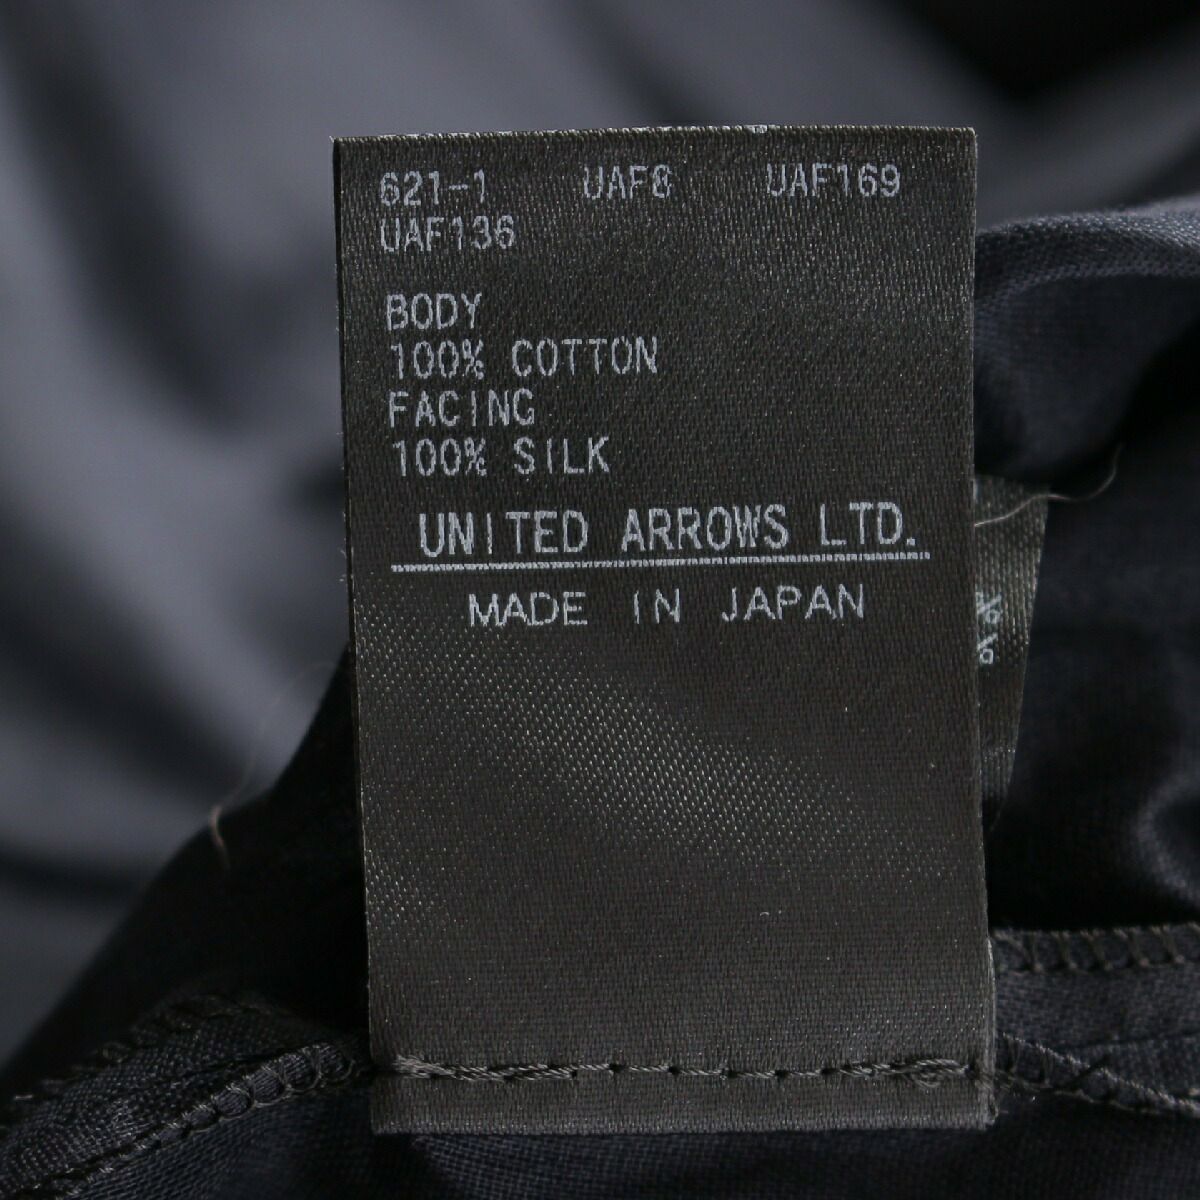 621-1 UAF8 UAF169
UAF136
BODY
100% COTTON
FACING
100% SILK
UNITED ARROWS LTD.
MADE IN JAPAN
%
%